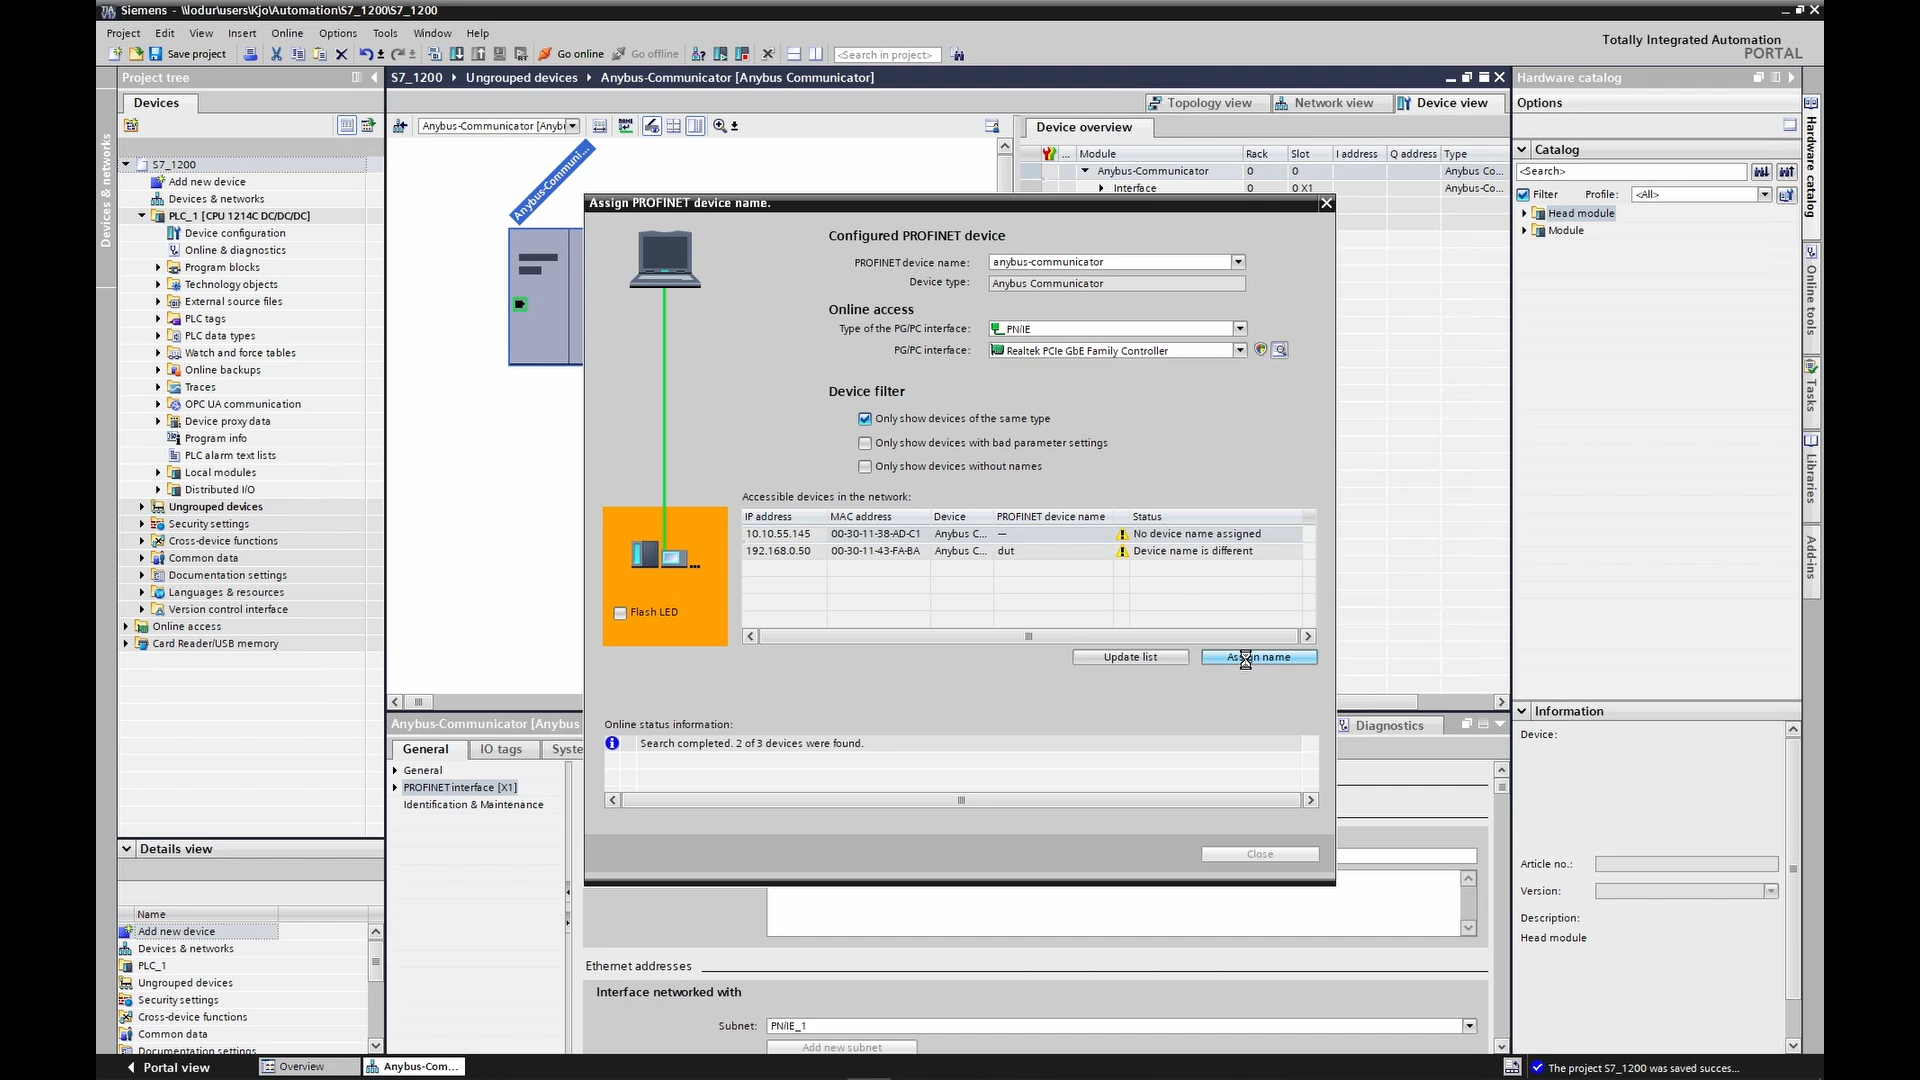 Siemens - \\lodur\users\Kjo\Automation\S7_1200\S7_1200
Project Edit View Insert Online Options Tools Window Help
Save project
Go online
Go offline
<Search in project>
Totally Integrated Automation
PORTAL
Project tree
Devices
Devices & networks
S7_1200
Add new device
Devices & networks
PLC_1 [CPU 1214C DC/DC/DC]
Device configuration
Online & diagnostics
Program blocks
Technology objects
External source files
PLC tags
PLC data types
Watch and force tables
Online backups
Traces
OPC UA communication
Device proxy data
Program info
PLC alarm text lists
Local modules
Distributed I/O
Ungrouped devices
Security settings
Cross-device functions
Common data
Documentation settings
Languages & resources
Version control interface
Online access
Card Reader/USB memory
Details view
Name
Add new device
Devices & networks
PLC_1
Ungrouped devices
Security settings
Cross-device functions
Common data
Documentation settings
S7_1200 Ungrouped devices Anybus-Communicator [Anybus Communicator]
Topology view Network view Device view
Anybus-Communicator [Anyb
Anybus-Communi...
Device overview
... Module Rack Slot I address Q address Type
Anybus-Communicator 0 0 Anybus Co...
Interface 0 0 X1 Anybus-Co...
Assign PROFINET device name.
Configured PROFINET device
PROFINET device name: anybus-communicator
Device type: Anybus Communicator
Online access
Type of the PG/PC interface: PN/IE
PG/PC interface: Realtek PCIe GbE Family Controller
Device filter
Only show devices of the same type
Only show devices with bad parameter settings
Only show devices without names
Accessible devices in the network:
IP address MAC address Device PROFINET device name Status
10.10.55.145 00-30-11-38-AD-C1 Anybus C... — No device name assigned
192.168.0.50 00-30-11-43-FA-BA Anybus C... dut Device name is different
...
Flash LED
Update list
Assign name
Online status information:
Search completed. 2 of 3 devices were found.
Close
Anybus-Communicator [Anybus
Diagnostics
General IO tags Syste
General
PROFINET interface [X1]
Identification & Maintenance
Ethernet addresses
Interface networked with
Subnet: PN/IE_1
Add new subnet
Hardware catalog
Options
Catalog
<Search>
Filter Profile: <All>
Head module
Module
Information
Device:
Article no.:
Version:
Description:
Head module
Hardware catalog
Online tools
Tasks
Libraries
Add-ins
Portal view
Overview
Anybus-Com...
The project S7_1200 was saved succes...